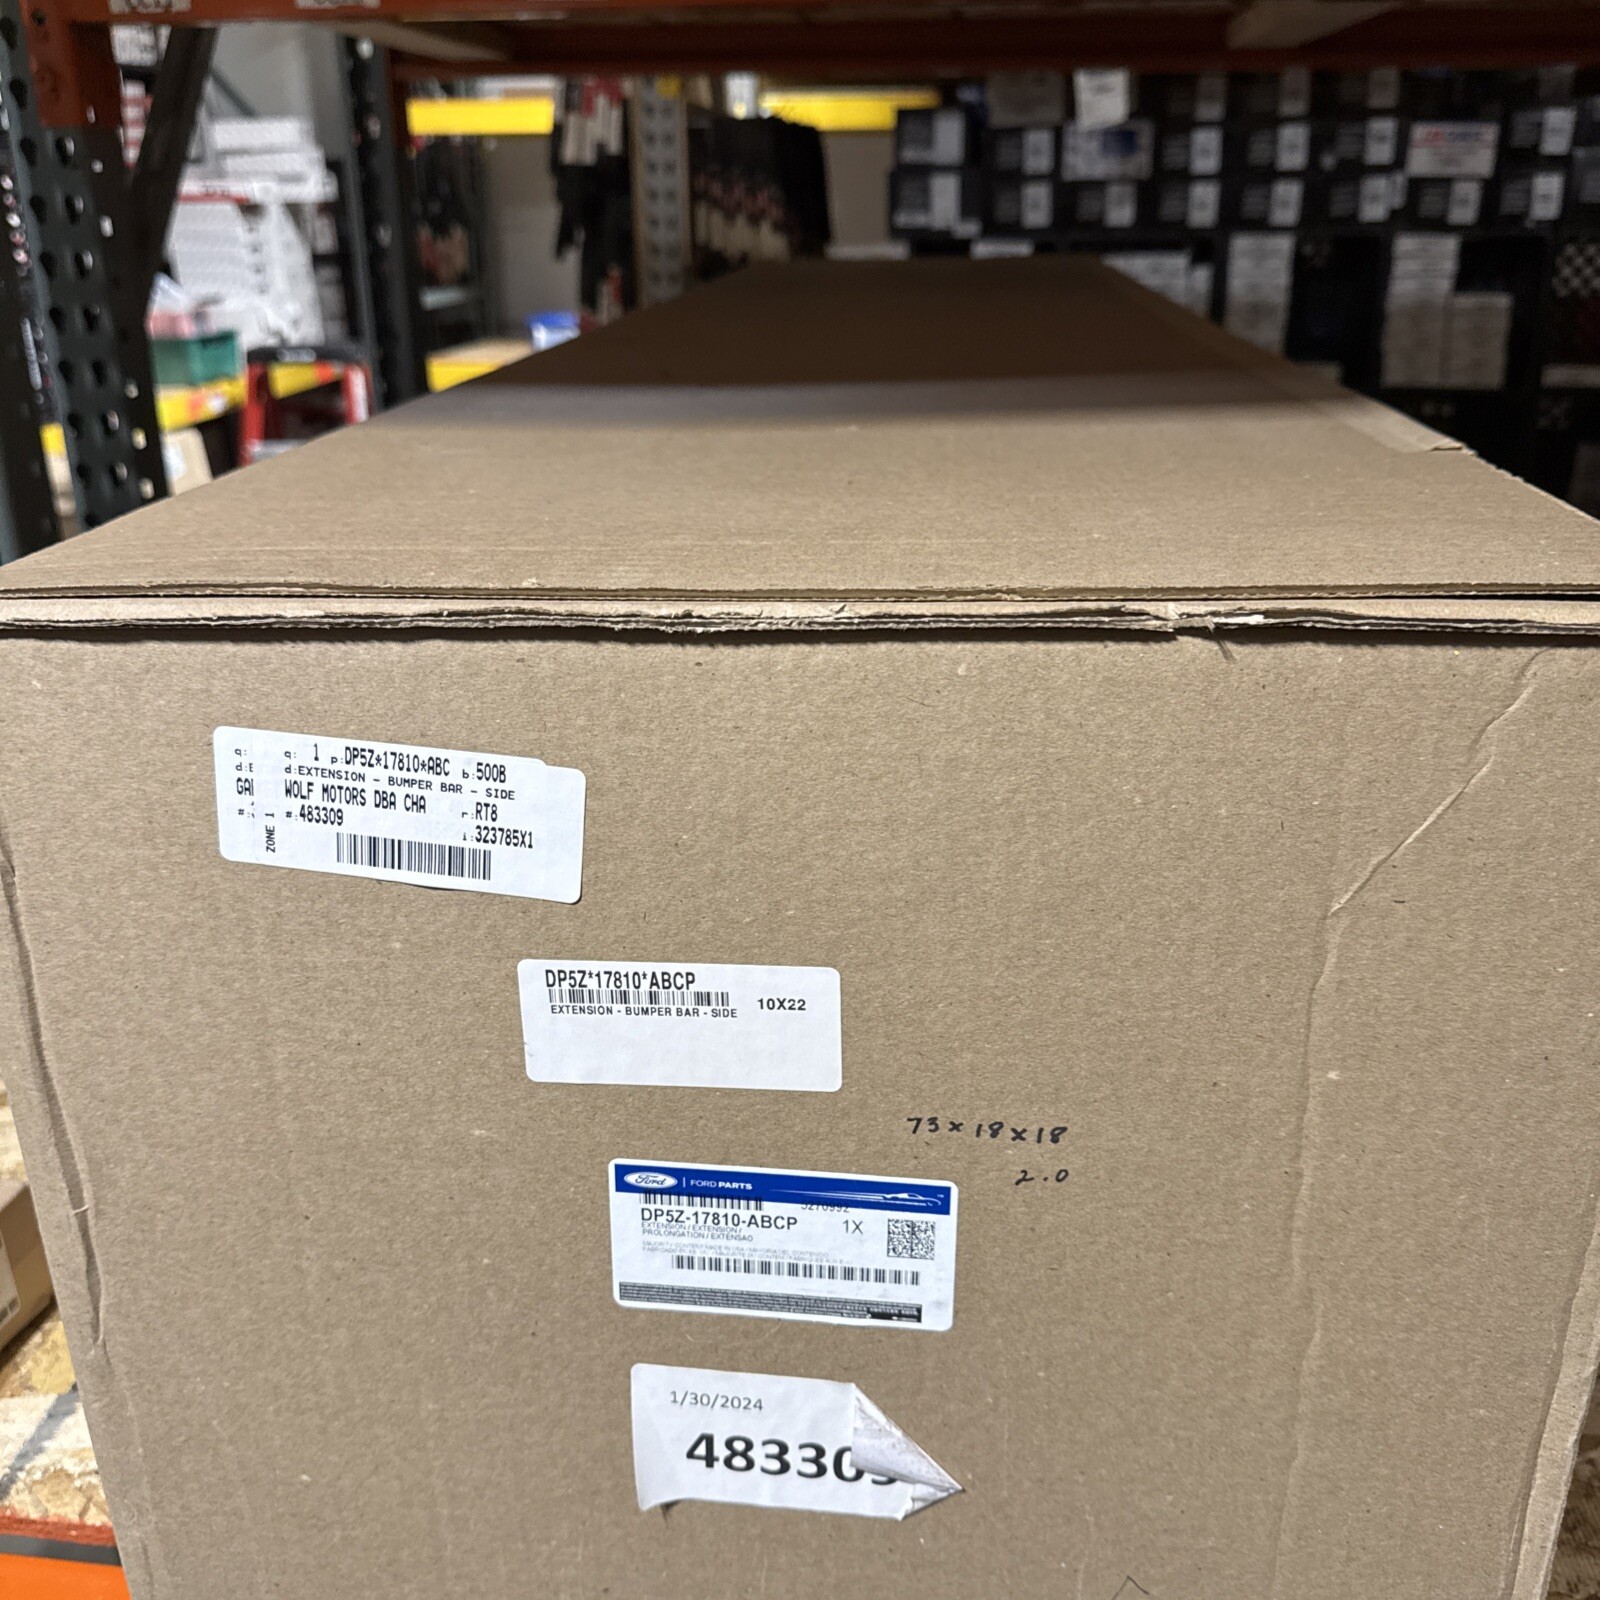 q:
d:E
GA
q: 1 p:DP5Z*17810*ABC b:500B
d:EXTENSION - BUMPER BAR - SIDE
WOLF MOTORS DBA CHA r:RT8
#:483309
i:323785X1
ZONE 1
DP5Z*17810*ABCP
10X22
EXTENSION - BUMPER BAR - SIDE
73 x 18 x 18
2.0
Ford | FORD PARTS
DP5Z-17810-ABCP 1X
EXTENSION / EXTENSION /
PROLONGATION / EXTENSAO
1/30/2024
483309